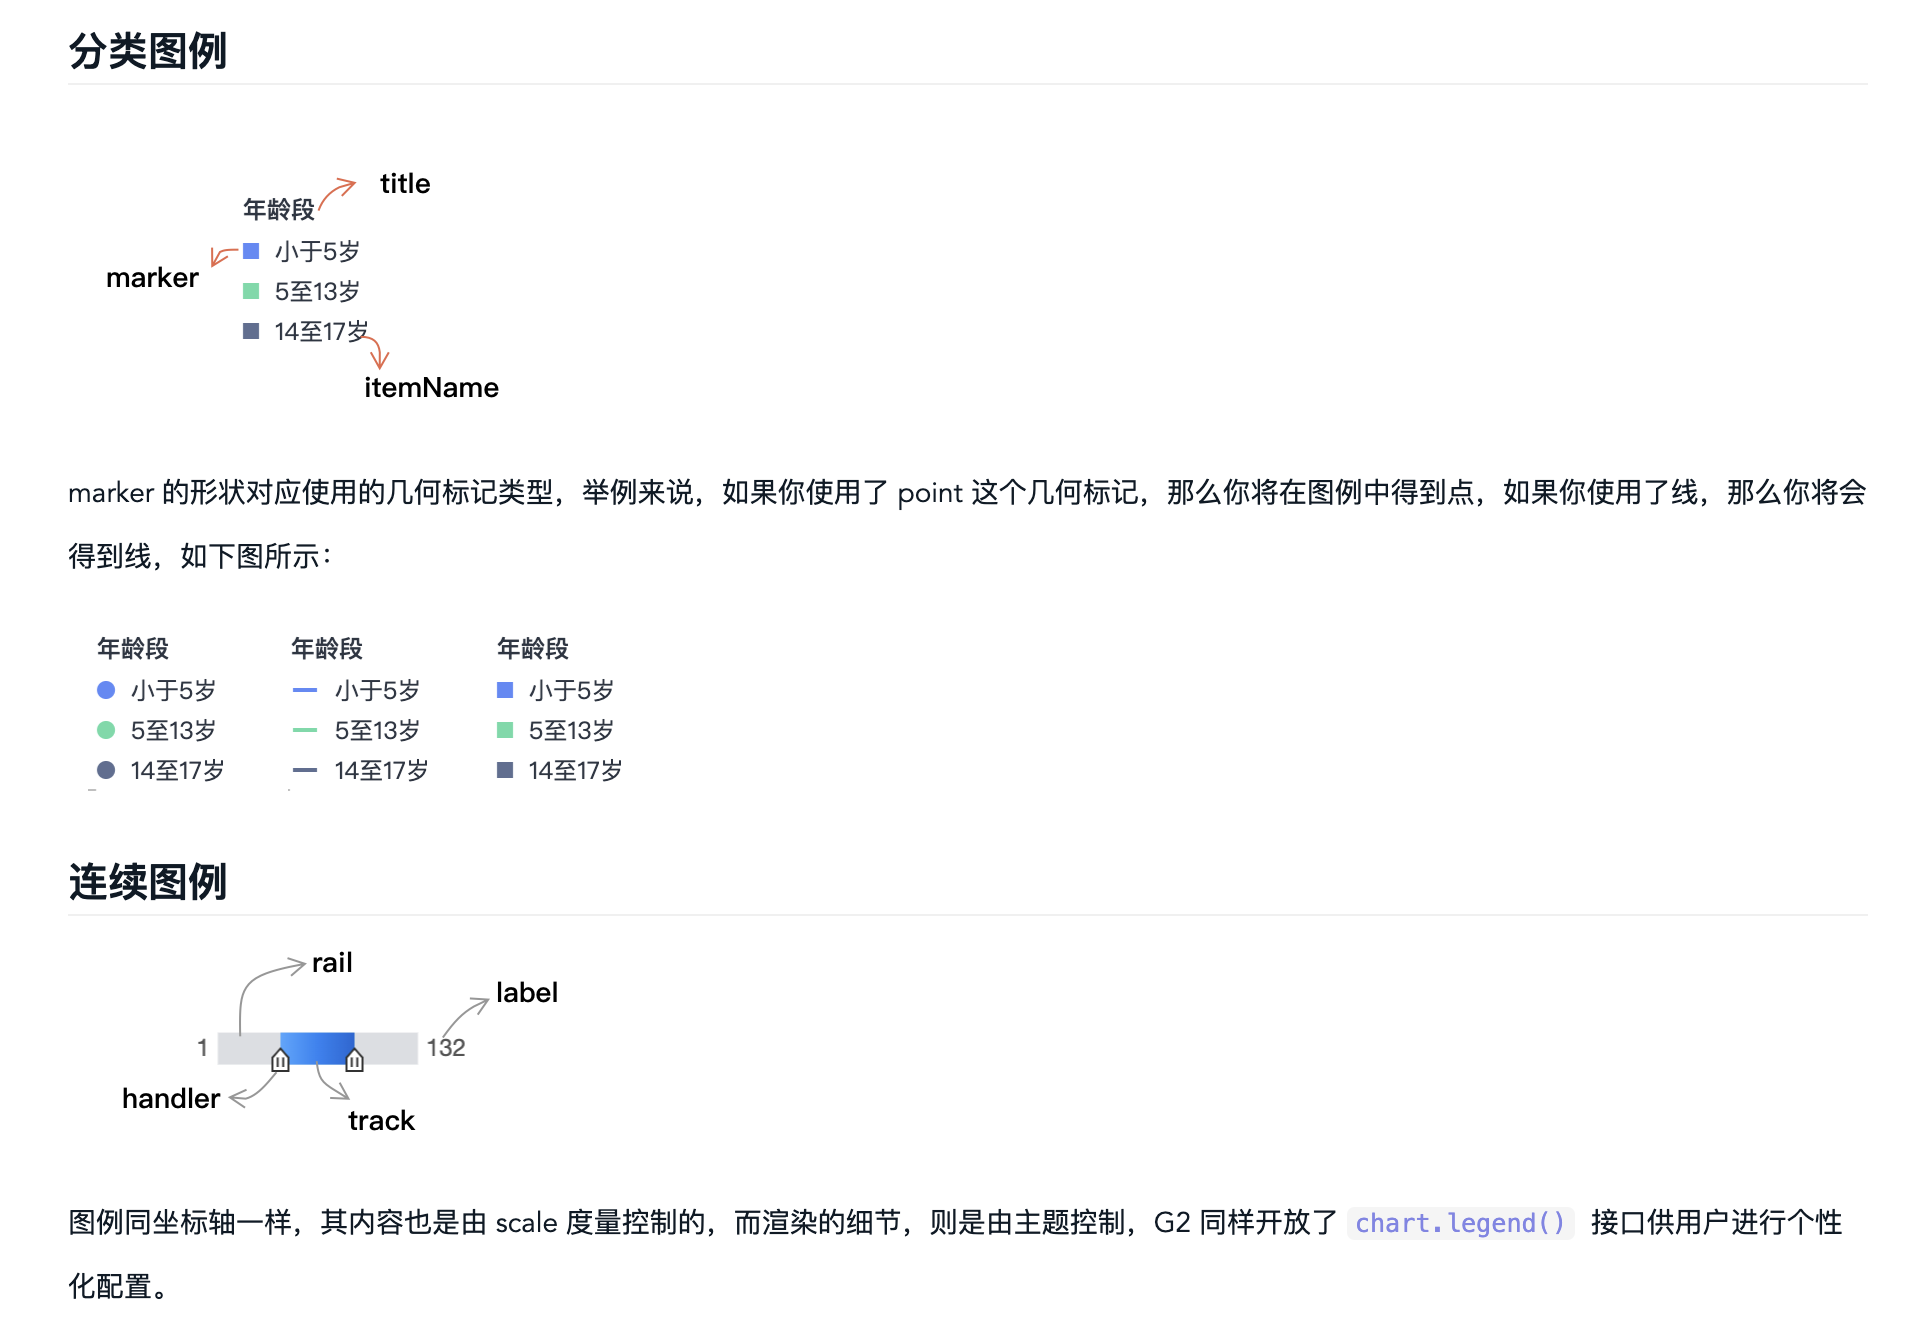 分类图例
title
年龄段
小于5岁
marker
5至13岁
14至17岁
itemName
marker 的形状对应使用的几何标记类型，举例来说，如果你使用了 point 这个几何标记，那么你将在图例中得到点，如果你使用了线，那么你将会
得到线，如下图所示：
年龄段 年龄段 年龄段
小于5岁 小于5岁 小于5岁
5至13岁 5至13岁 5至13岁
14至17岁 14至17岁 14至17岁
连续图例
rail
label
1 132
handler
track
图例同坐标轴一样，其内容也是由 scale 度量控制的，而渲染的细节，则是由主题控制，G2 同样开放了 chart.legend() 接口供用户进行个性
化配置。